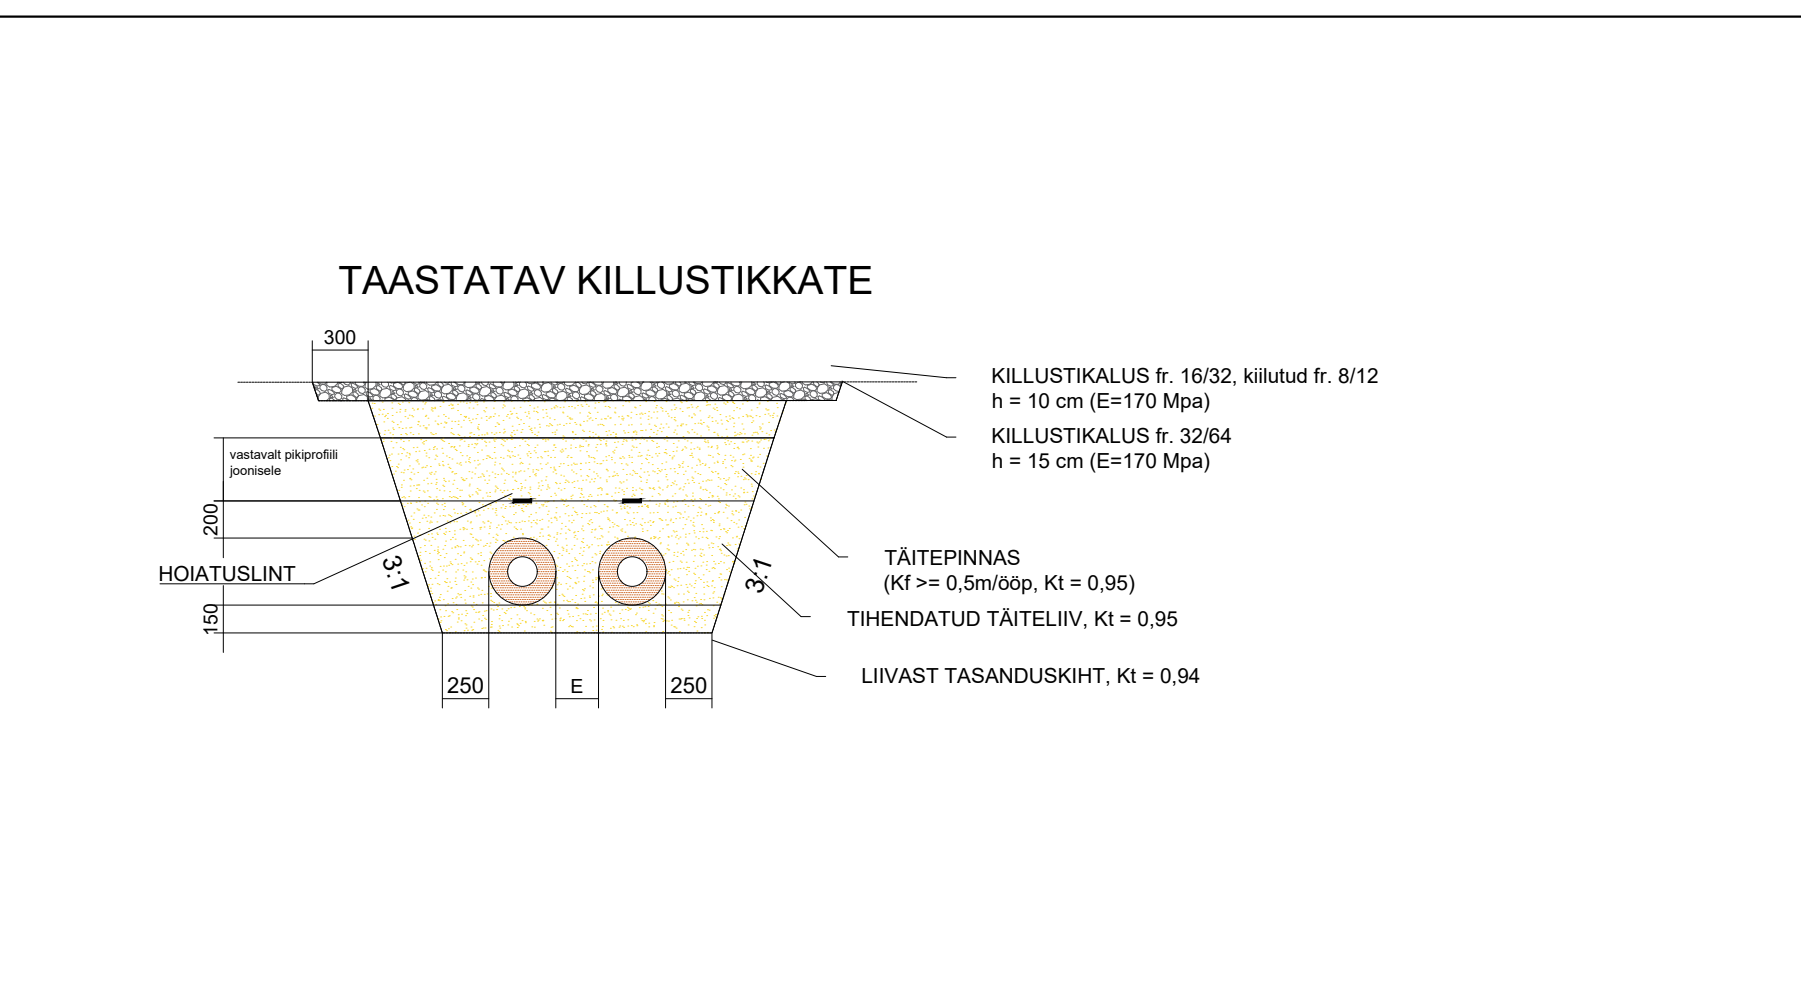 TAASTATAV KILLUSTIKKATE
300
KILLUSTIKALUS fr. 16/32, kiilutud fr. 8/12
h = 10 cm (E=170 Mpa)
KILLUSTIKALUS fr. 32/64
h = 15 cm (E=170 Mpa)
vastavalt pikiprofiili
joonisele
200
HOIATUSLINT
3:1
3:1
TÄITEPINNAS
(Kf >= 0,5m/ööp, Kt = 0,95)
150
TIHENDATUD TÄITELIIV, Kt = 0,95
LIIVAST TASANDUSKIHT, Kt = 0,94
250
E
250